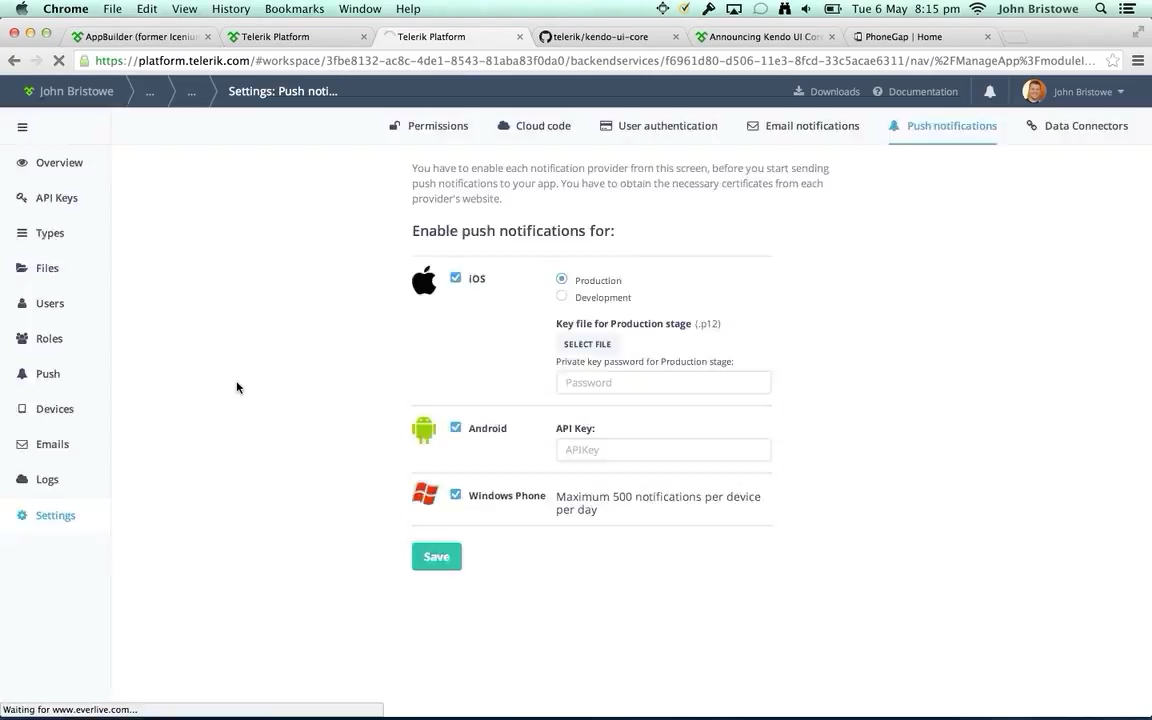 Chrome File Edit View History Bookmarks Window Help Tue 6 May 8:15 pm John Bristowe
AppBuilder (former Iceniu Telerik Platform Telerik Platform telerik/kendo-ui-core Announcing Kendo UI Cor PhoneGap | Home
https://platform.telerik.com/#workspace/3fbe8132-ac8c-4de1-8543-81aba83f0da0/backendservices/f6961d80-d506-11e3-8fcd-33c5acae6311/nav/%2FManageApp%3Fmodulel...
John Bristowe ... ... Settings: Push noti... Downloads Documentation John Bristowe
Permissions Cloud code User authentication Email notifications Push notifications Data Connectors
Overview
API Keys
Types
Files
Users
Roles
Push
Devices
Emails
Logs
Settings
You have to enable each notification provider from this screen, before you start sending
push notifications to your app. You have to obtain the necessary certificates from each
provider's website.
Enable push notifications for:
iOS
Production
Development
Key file for Production stage (.p12)
SELECT FILE
Private key password for Production stage:
Password
Android
API Key:
APIKey
Windows Phone
Maximum 500 notifications per device
per day
Save
Waiting for www.everlive.com...